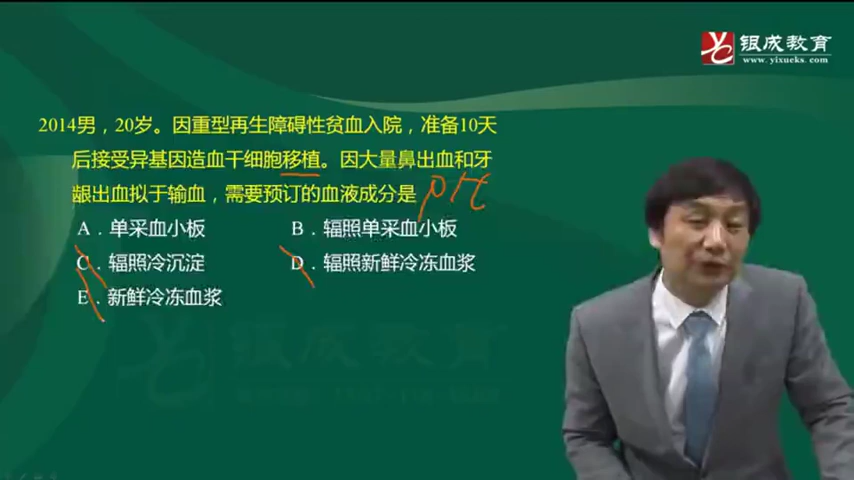 银成教育
www.yixueks.com
2014男，20岁。因重型再生障碍性贫血入院，准备10天
后接受异基因造血干细胞移植。因大量鼻出血和牙
龈出血拟于输血，需要预订的血液成分是
A．单采血小板
B．辐照单采血小板
C．辐照冷沉淀
D．辐照新鲜冷冻血浆
E．新鲜冷冻血浆
银成教育